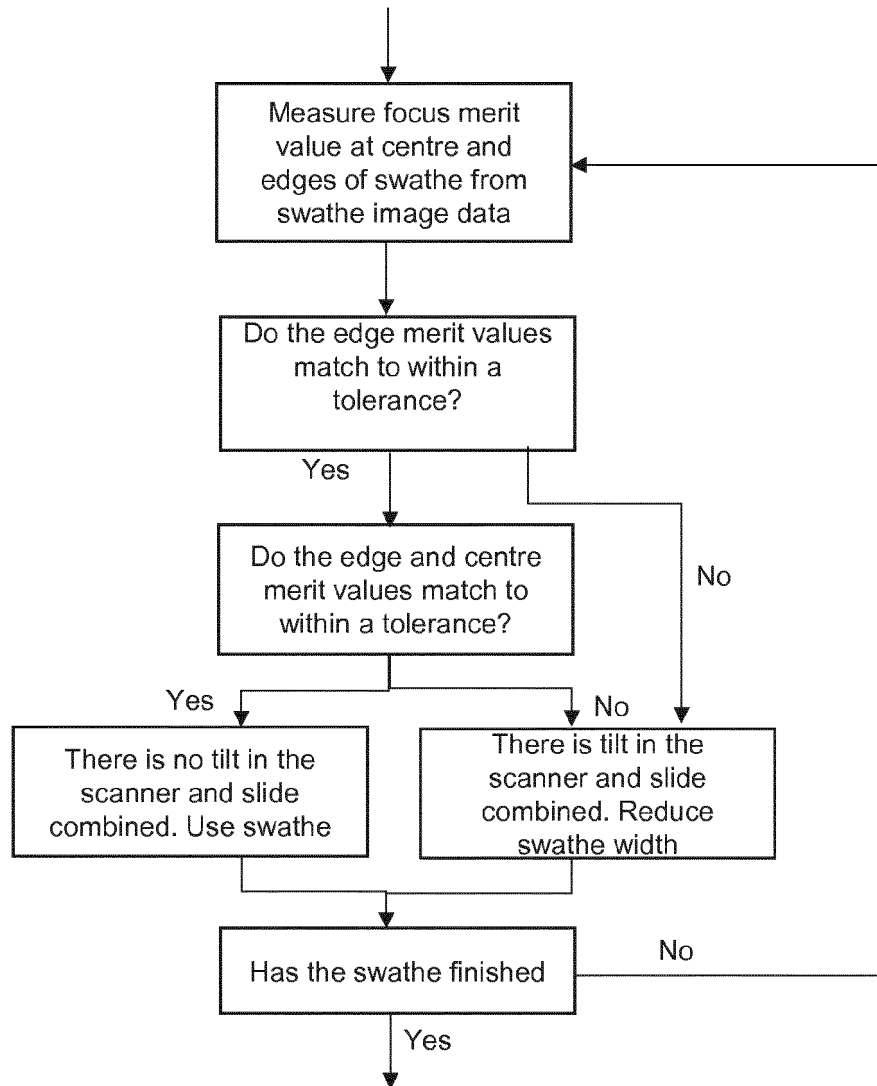 Measure focus merit
value at centre and
edges of swathe from
swathe image data
Do the edge merit values
match to within a
tolerance?
Yes
No
Do the edge and centre
merit values match to
within a tolerance?
Yes
No
There is no tilt in the
scanner and slide
combined. Use swathe
There is tilt in the
scanner and slide
combined. Reduce
swathe width
Has the swathe finished
No
Yes